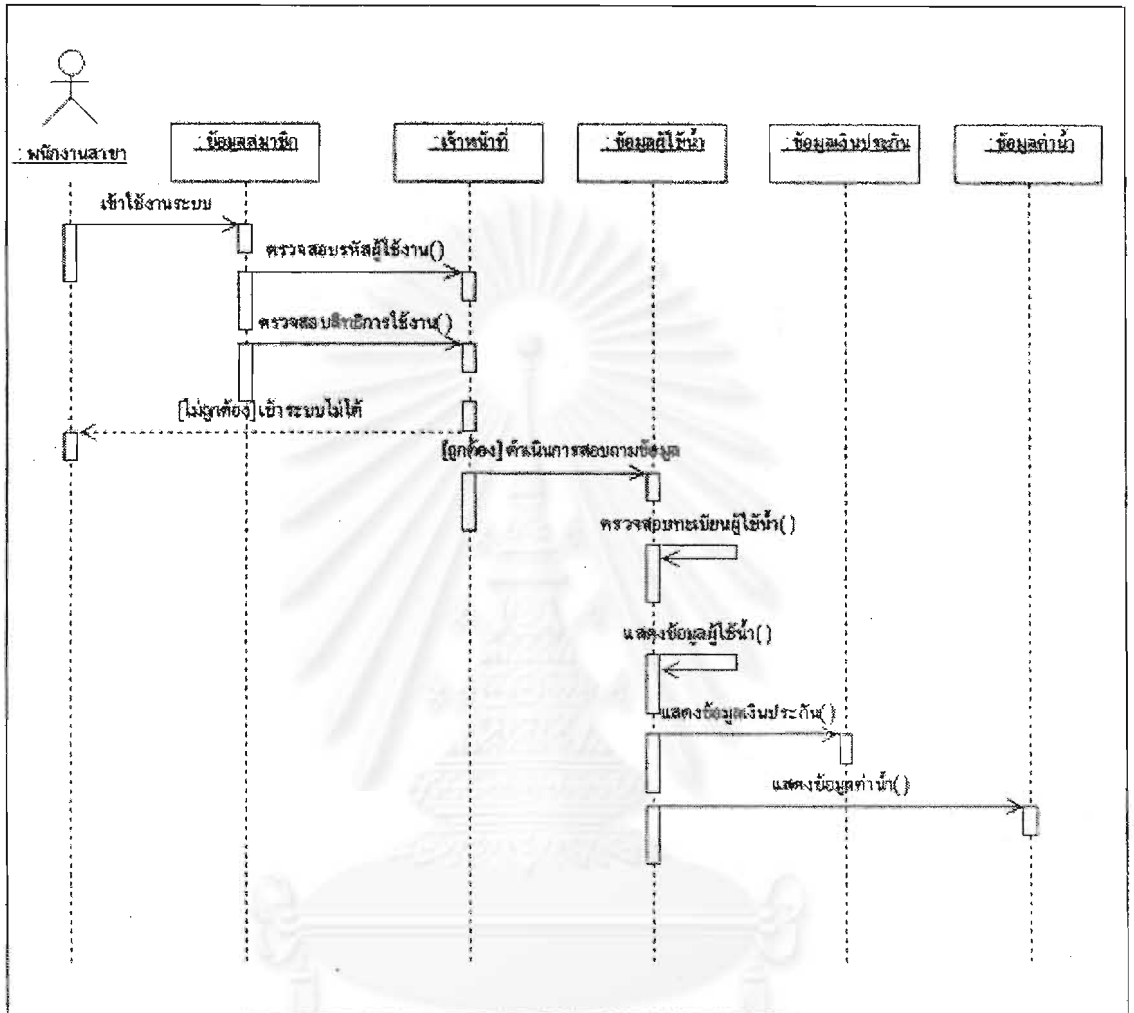 : พนักงานสาขา
: ข้อมูลสมาชิก
: เจ้าหน้าที่
: ข้อมูลผู้ใช้น้ำ
: ข้อมูลเงินประกัน
: ข้อมูลค่าน้ำ
เข้าใช้งานระบบ
ตรวจสอบรหัสผู้ใช้งาน()
ตรวจสอบสิทธิการใช้งาน()
[ไม่ถูกต้อง] เข้าระบบไม่ได้
[ถูกต้อง] ดำเนินการสอบถามข้อมูล
ตรวจสอบทะเบียนผู้ใช้น้ำ()
แสดงข้อมูลผู้ใช้น้ำ()
แสดงข้อมูลเงินประกัน()
แสดงข้อมูลค่าน้ำ()